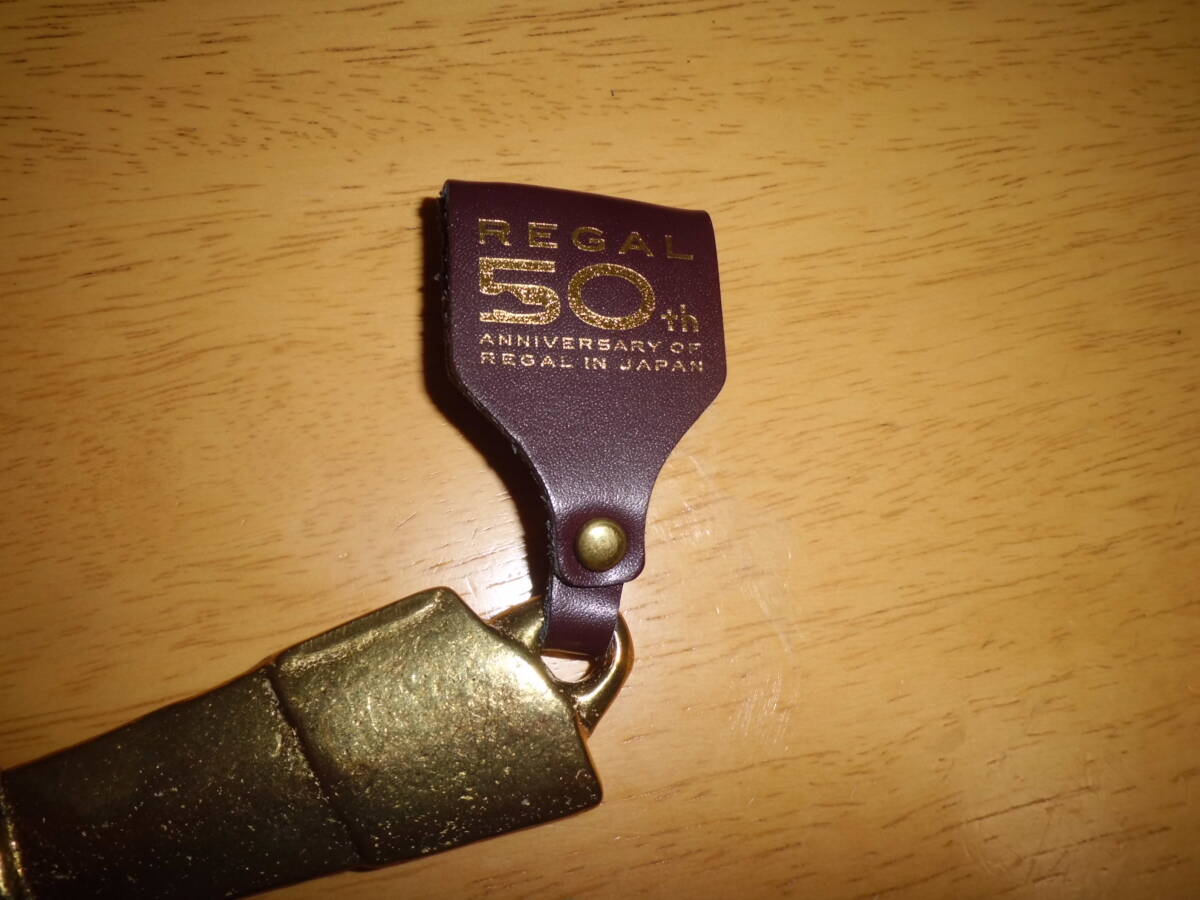 REGAL
50th
ANNIVERSARY OF
REGAL IN JAPAN